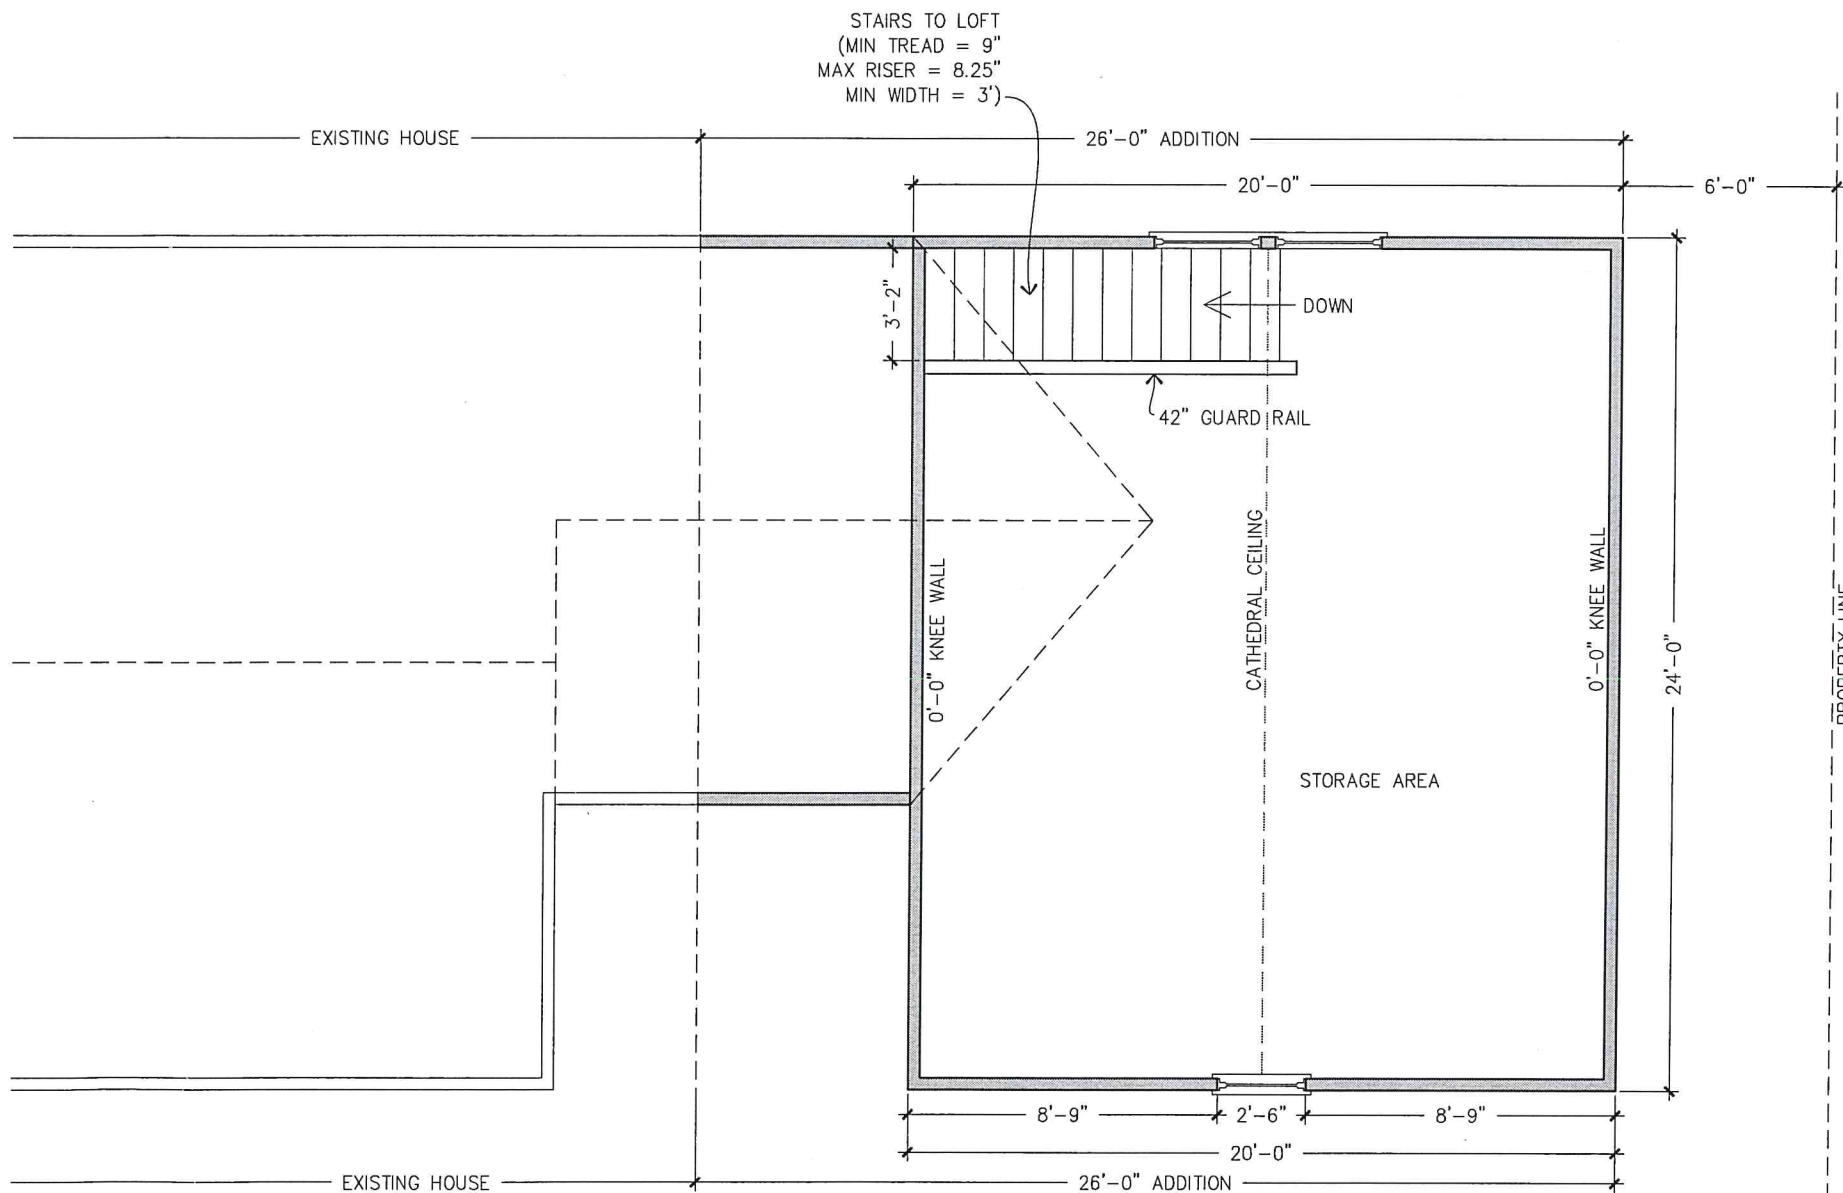 STAIRS TO LOFT
(MIN TREAD = 9"
MAX RISER = 8.25"
MIN WIDTH = 3')
EXISTING HOUSE
26'-0" ADDITION
20'-0"
6'-0"
3'-2"
DOWN
42" GUARD RAIL
0'-0" KNEE WALL
CATHEDRAL CEILING
0'-0" KNEE WALL
24'-0"
PROPERTY LINE
STORAGE AREA
8'-9"
2'-6"
8'-9"
20'-0"
EXISTING HOUSE
26'-0" ADDITION